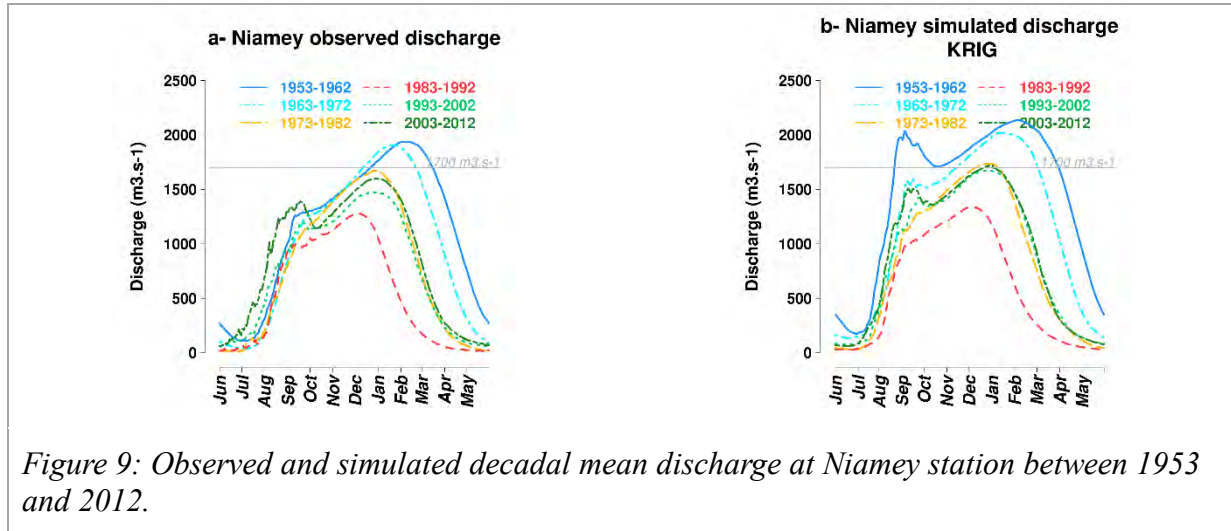 a- Niamey observed discharge
2500
2000
1500
1000
500
0
Discharge (m3.s-1)
1953-1962
1963-1972
1973-1982
1983-1992
1993-2002
2003-2012
1700 m3.s-1
Jun Jul Aug Sep Oct Nov Dec Jan Feb Mar Apr May
b- Niamey simulated discharge
KRIG
2500
2000
1500
1000
500
0
Discharge (m3.s-1)
1953-1962
1963-1972
1973-1982
1983-1992
1993-2002
2003-2012
1700 m3.s-1
Jun Jul Aug Sep Oct Nov Dec Jan Feb Mar Apr May
Figure 9: Observed and simulated decadal mean discharge at Niamey station between 1953
and 2012.